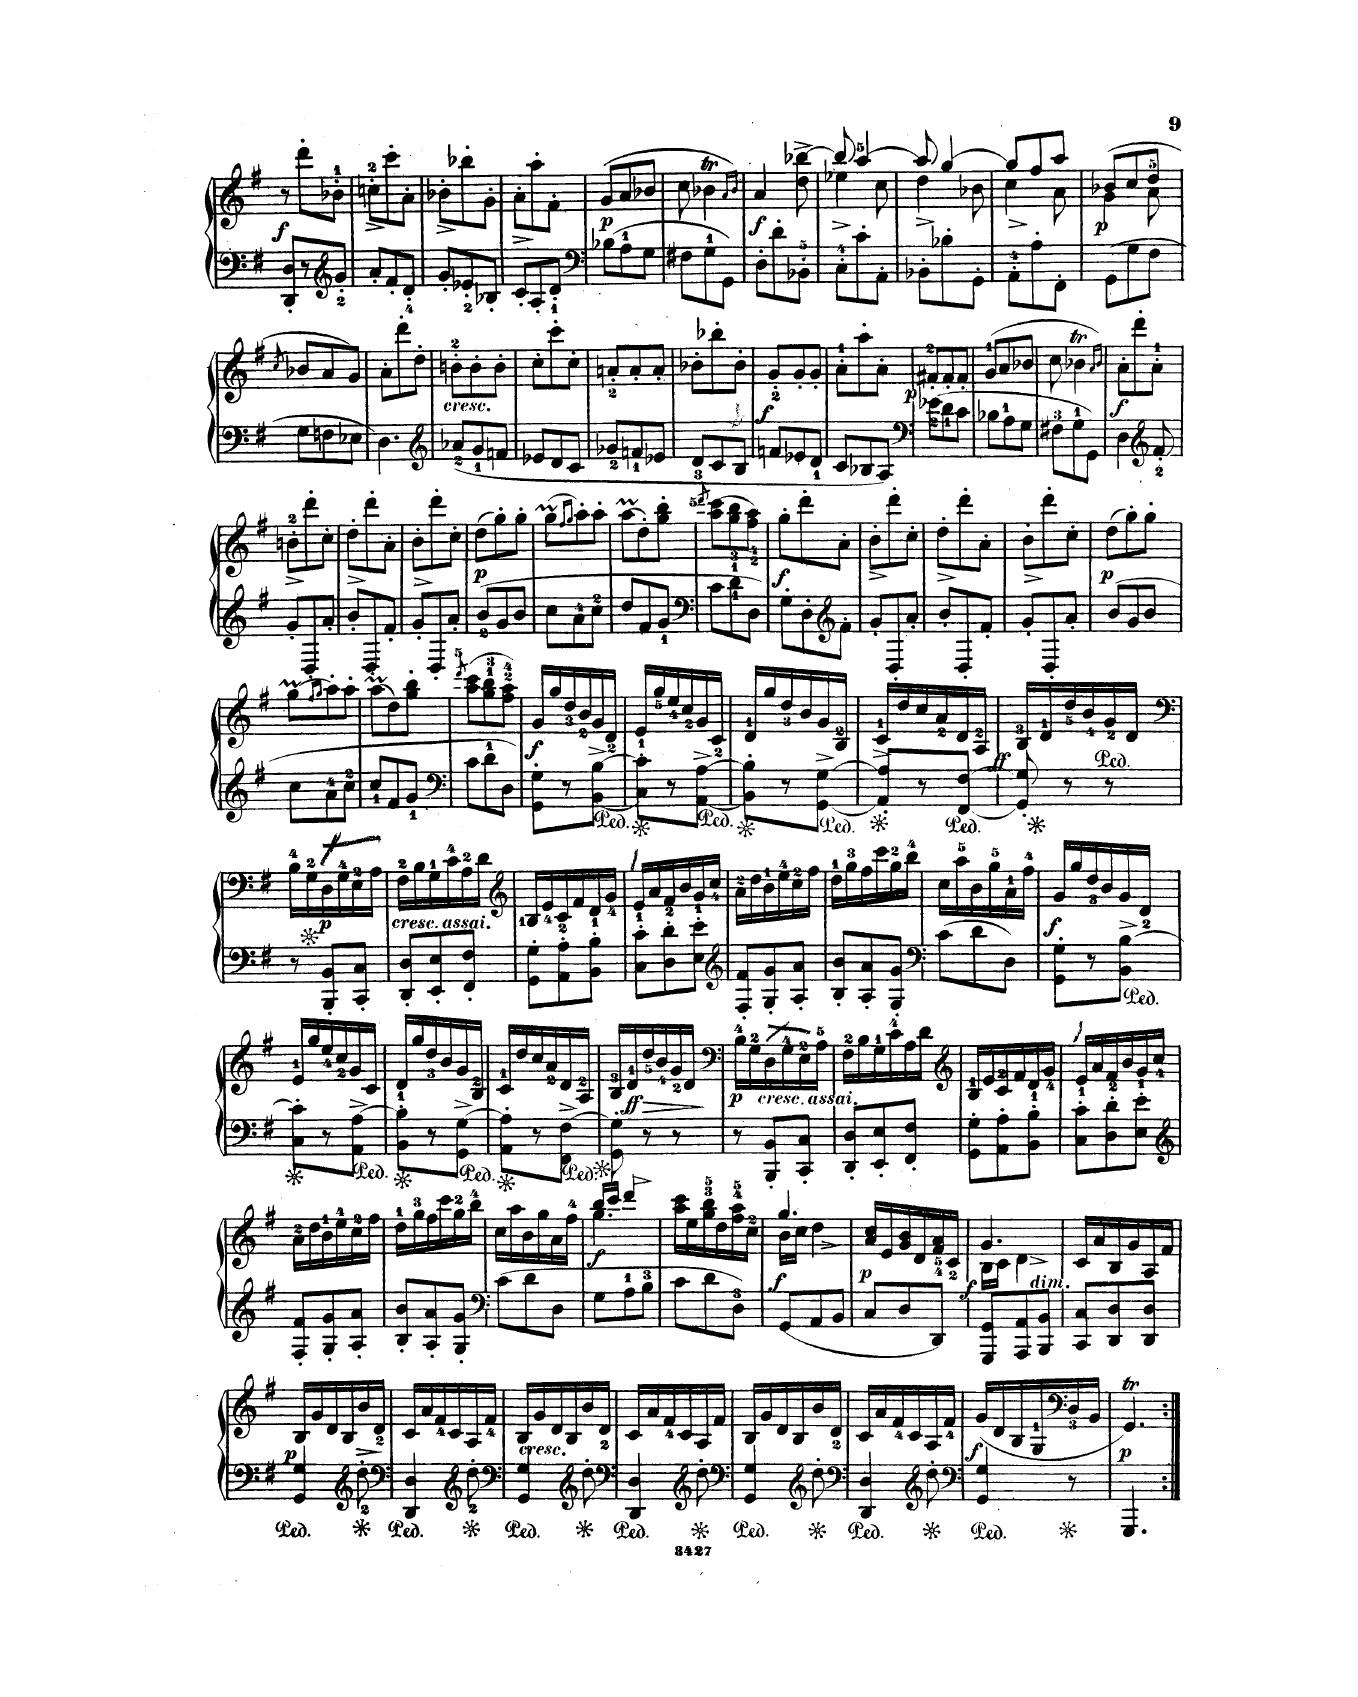 9
f p tr f p
cresc. f p tr f
p f p
f Ped. Ped. Ped. Ped. ff Ped.
p cresc. assai. f Ped.
Ped. Ped. Ped. ff p cresc. assai.
f f p f dim.
p cresc. f tr p
Ped. Ped. Ped. Ped. Ped. Ped. Ped.
3427